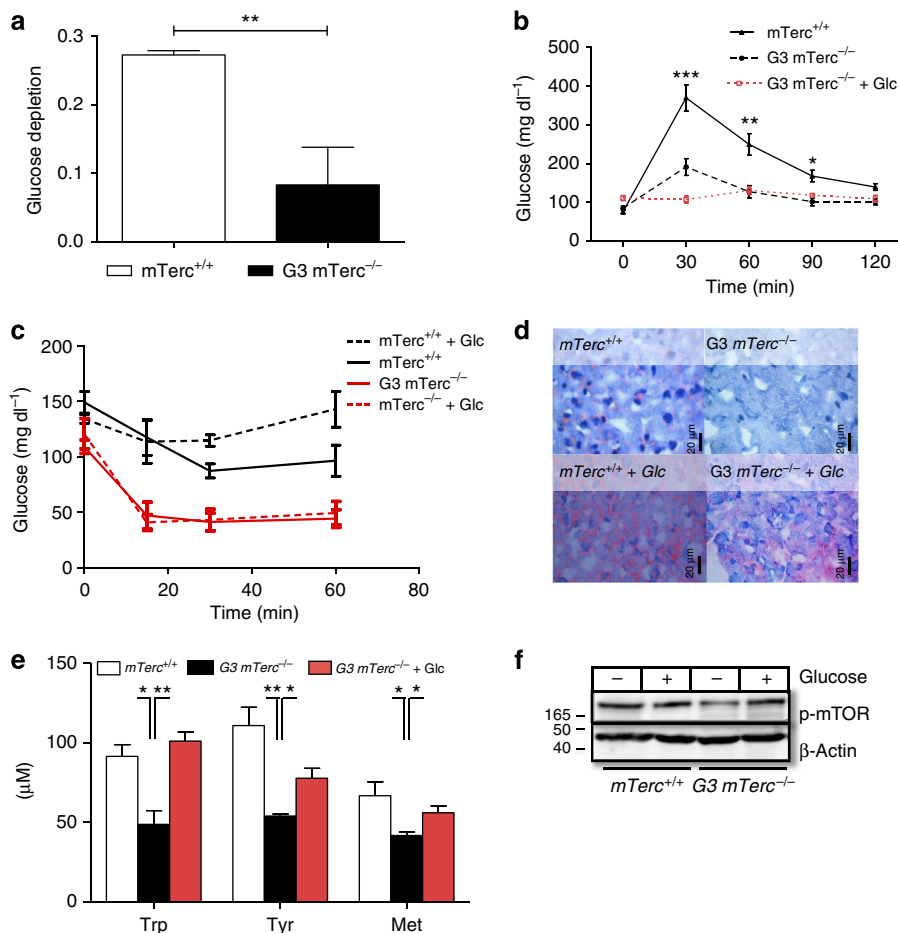 a
**
0.3
0.2
0.1
0.0
Glucose depletion
mTerc+/+
G3 mTerc−/−
b
mTerc+/+
G3 mTerc−/−
G3 mTerc−/− + Glc
500
400
300
200
100
0
Glucose (mg dl−1)
***
**
*
0 30 60 90 120
Time (min)
c
200
150
100
50
0
Glucose (mg dl−1)
mTerc+/+ + Glc
mTerc+/+
G3 mTerc−/−
mTerc−/− + Glc
0 20 40 60 80
Time (min)
d
mTerc+/+
G3 mTerc−/−
20 µm
20 µm
mTerc+/+ + Glc
G3 mTerc−/− + Glc
20 µm
20 µm
e
150
100
50
0
(µM)
mTerc+/+
G3 mTerc−/−
G3 mTerc−/− + Glc
* **
** *
* *
Trp Tyr Met
f
− + − + Glucose
165
p-mTOR
50
40
β-Actin
mTerc+/+ G3 mTerc−/−